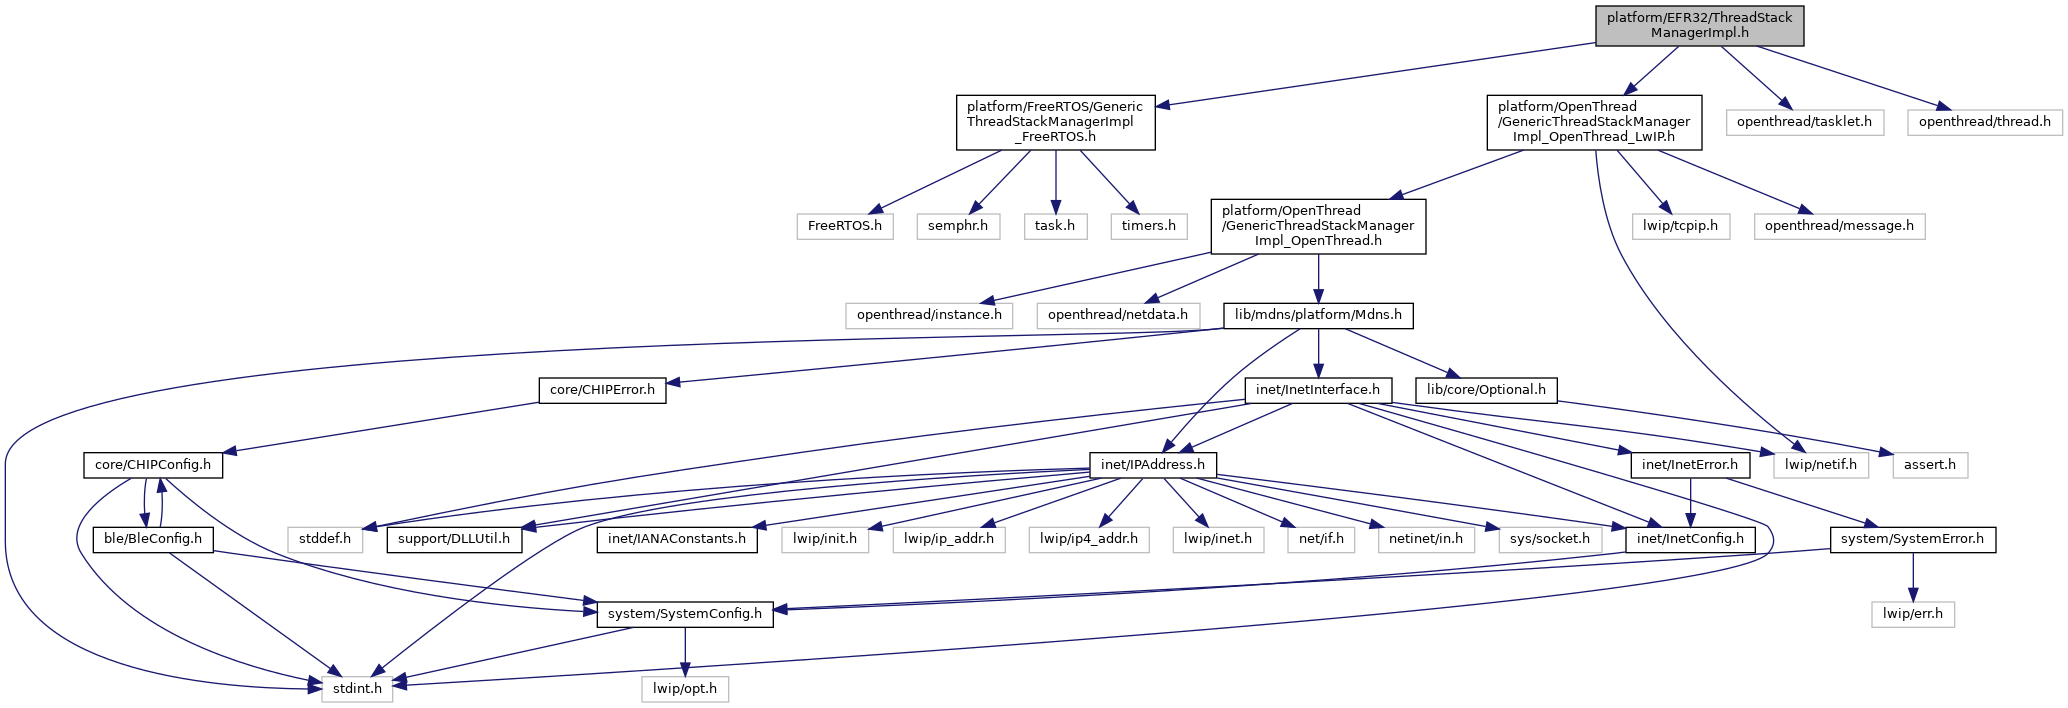 platform/EFR32/ThreadStack
ManagerImpl.h
platform/FreeRTOS/Generic
ThreadStackManagerImpl
_FreeRTOS.h
platform/OpenThread
/GenericThreadStackManager
Impl_OpenThread_LwIP.h
openthread/tasklet.h
openthread/thread.h
FreeRTOS.h
semphr.h
task.h
timers.h
platform/OpenThread
/GenericThreadStackManager
Impl_OpenThread.h
lwip/tcpip.h
openthread/message.h
openthread/instance.h
openthread/netdata.h
lib/mdns/platform/Mdns.h
core/CHIPError.h
inet/InetInterface.h
lib/core/Optional.h
core/CHIPConfig.h
inet/IPAddress.h
inet/InetError.h
lwip/netif.h
assert.h
ble/BleConfig.h
stddef.h
support/DLLUtil.h
inet/IANAConstants.h
lwip/init.h
lwip/ip_addr.h
lwip/ip4_addr.h
lwip/inet.h
net/if.h
netinet/in.h
sys/socket.h
inet/InetConfig.h
system/SystemError.h
system/SystemConfig.h
lwip/err.h
stdint.h
lwip/opt.h